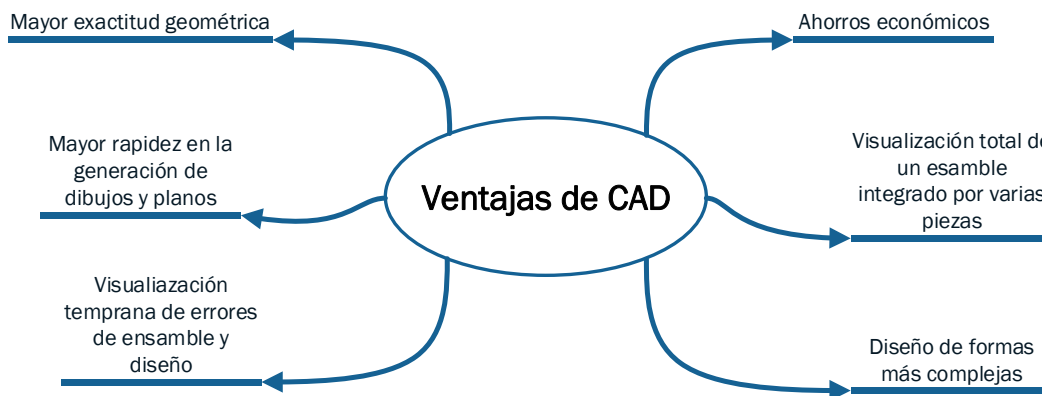 Mayor exactitud geométrica
Ahorros económicos
Mayor rapidez en la
generación de
dibujos y planos
Ventajas de CAD
Visualización total de
un esamble
integrado por varias
piezas
Visualiazación
temprana de errores
de ensamble y
diseño
Diseño de formas
más complejas